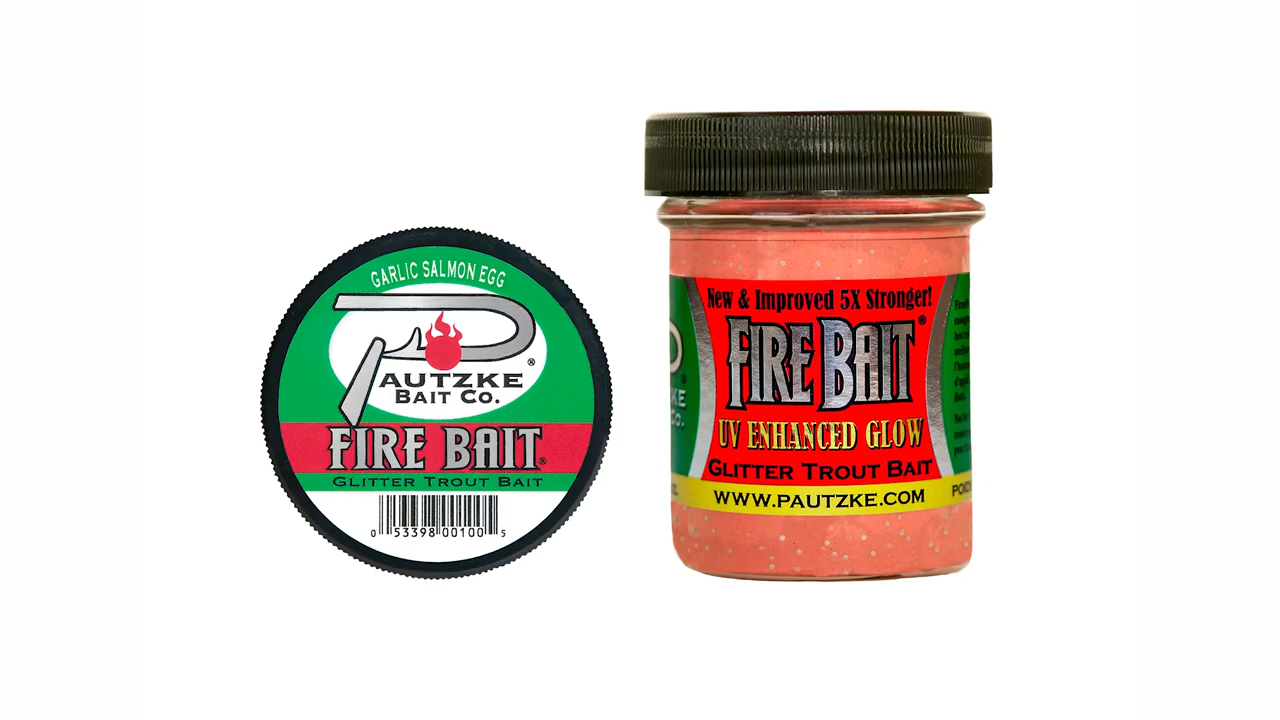 GARLIC SALMON EGG
PAUTZKE®
BAIT CO.
FIRE BAIT®
GLITTER TROUT BAIT
0 53398 00100 5
New & Improved 5X Stronger!
FIRE BAIT®
UV ENHANCED GLOW
GLITTER TROUT BAIT
WWW.PAUTZKE.COM